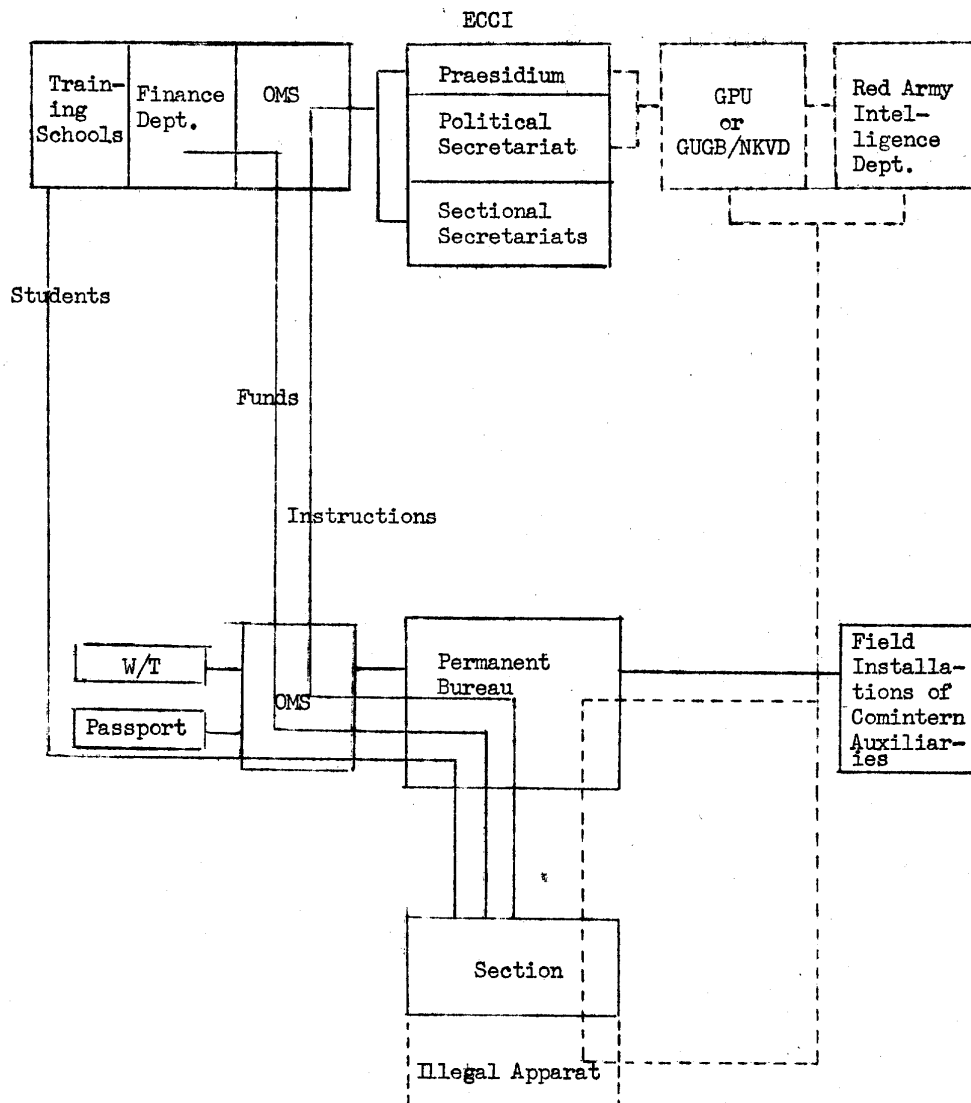 ECCI
Train-
ing
Schools
Finance
Dept.
OMS
Praesidium
Political
Secretariat
Sectional
Secretariats
GPU
or
GUGB/NKVD
Red Army
Intel-
ligence
Dept.
Students
Funds
Instructions
W/T
Passport
OMS
Permanent
Bureau
Field
Installa-
tions of
Comintern
Auxiliar-
ies
Section
Illegal Apparat